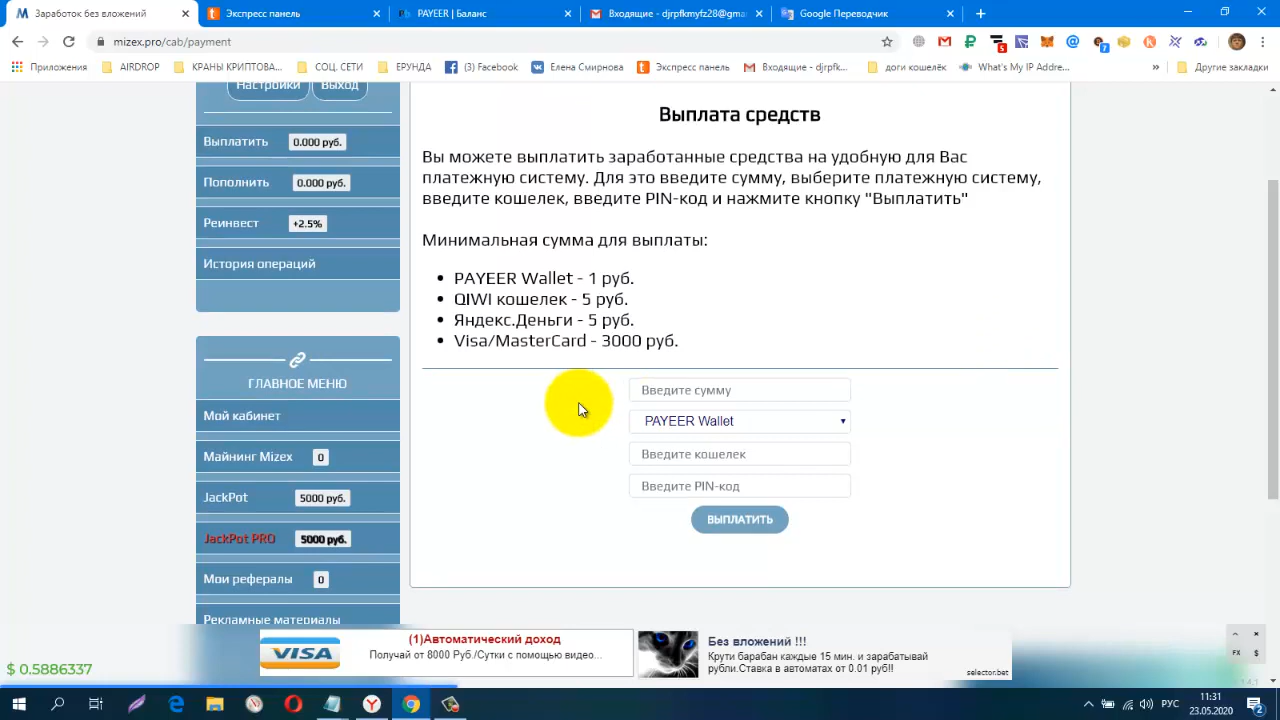 Заработок без вложений
Экспресс панель
PAYEER | Баланс
Входящие - djrpfkmyfz28@gma
Google Переводчик
mizex.pro/cab/payment
5
7
Приложения
AIRDROP
КРАНЫ КРИПТОВА...
СОЦ. СЕТИ
ЕРУНДА
(3) Facebook
Елена Смирнова
Экспресс панель
Входящие - djrpfk...
доги кошелёк
What's My IP Addre...
»
Другие закладки
Настройки
Выход
Выплатить 0.000 руб.
Пополнить 0.000 руб.
Реинвест +2.5%
История операций
ГЛАВНОЕ МЕНЮ
Мой кабинет
Майнинг Mizex 0
JackPot 5000 руб.
JackPot PRO 5000 руб.
Мои рефералы 0
Рекламные материалы
Выплата средств
Вы можете выплатить заработанные средства на удобную для Вас
платежную систему. Для это введите сумму, выберите платежную систему,
введите кошелек, введите PIN-код и нажмите кнопку "Выплатить"
Минимальная сумма для выплаты:
• PAYEER Wallet - 1 руб.
• QIWI кошелек - 5 руб.
• Яндекс.Деньги - 5 руб.
• Visa/MasterCard - 3000 руб.
Введите сумму
PAYEER Wallet
Введите кошелек
Введите PIN-код
ВЫПЛАТИТЬ
VISA
(1)Автоматический доход
Получай от 8000 Руб./Сутки с помощью видео...
Без вложений !!!
Крути барабан каждые 15 мин. и зарабатывай
рубли.Ставка в автоматах от 0.01 руб!!
selector.bet
FX $
$ 0.5886337
РУС
11:31
23.05.2020
2